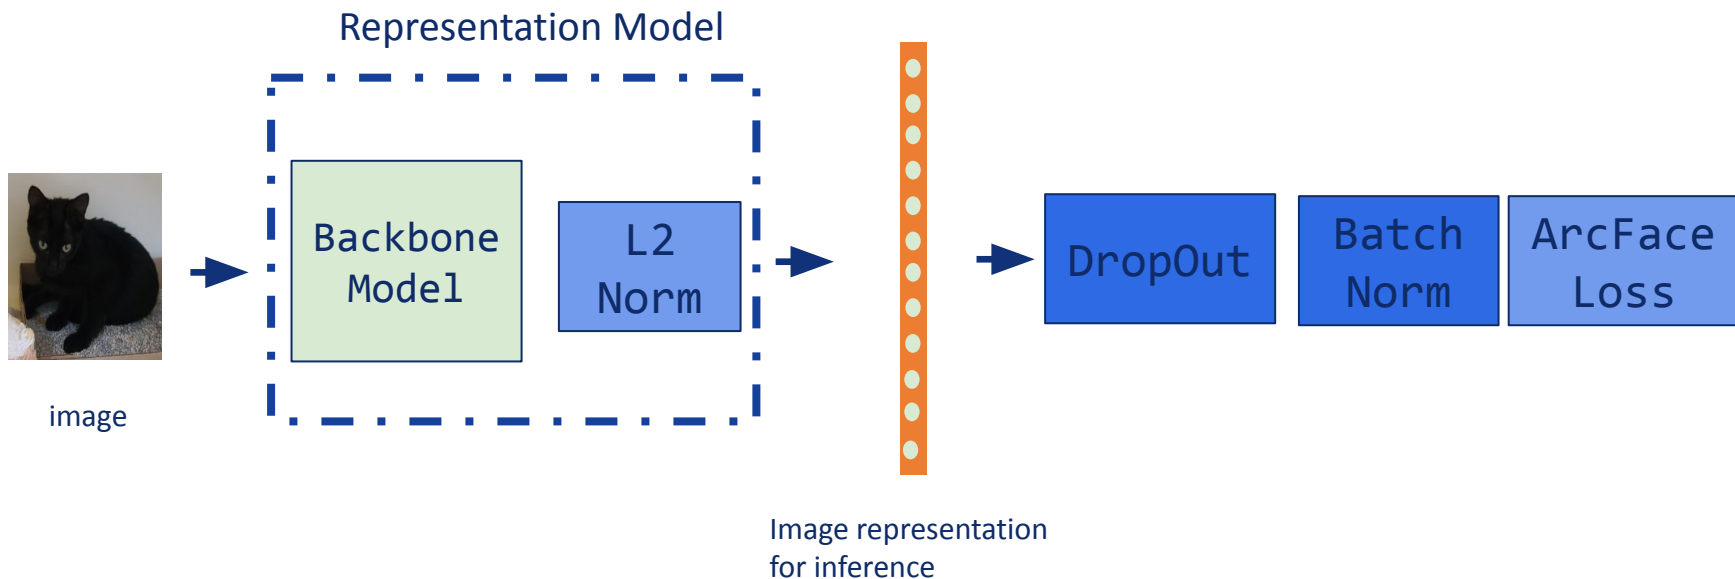 Representation Model
image
Backbone
Model
L2
Norm
Image representation
for inference
DropOut
Batch
Norm
ArcFace
Loss